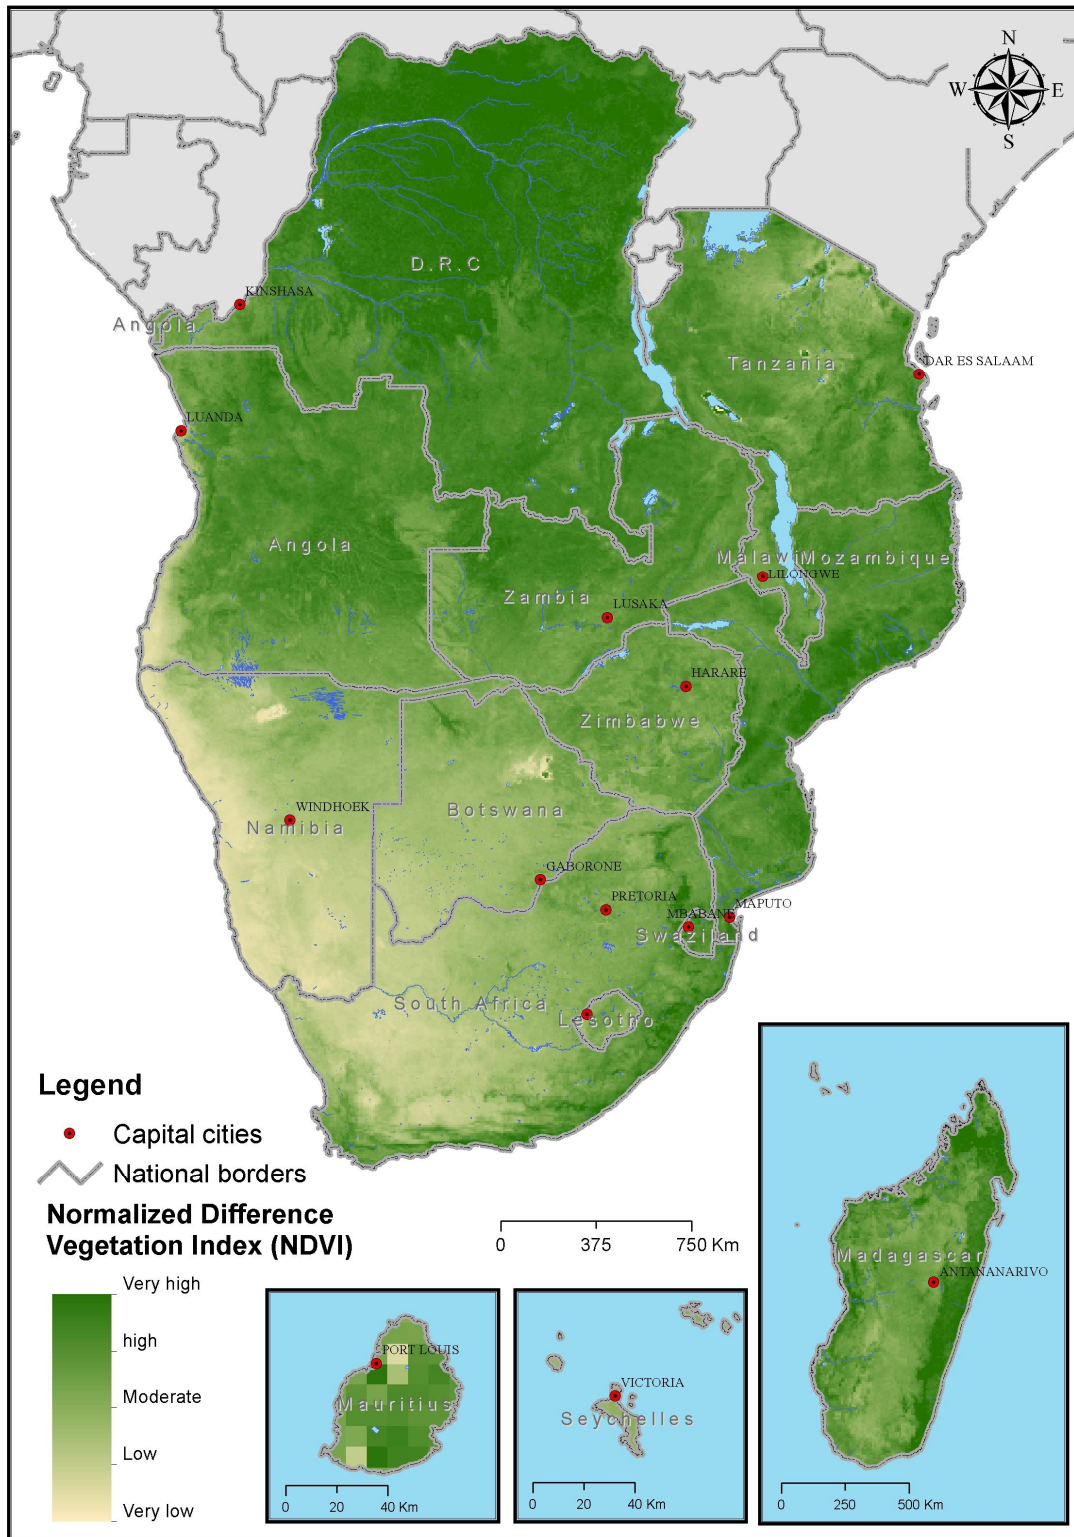 N
W E
S
D.R.C
KINSHASA
Angola
Tanzania
DAR ES SALAAM
LUANDA
Angola
Malawi
Mozambique
LILONGWE
Zambia
LUSAKA
HARARE
Zimbabwe
WINDHOEK
Namibia
Botswana
GABORONE
PRETORIA
MBABANE
MAPUTO
Swaziland
South Africa
Lesotho
Legend
Capital cities
National borders
Normalized Difference
Vegetation Index (NDVI)
Very high
high
Moderate
Low
Very low
0 375 750 Km
PORT LOUIS
Mauritius
0 20 40 Km
VICTORIA
Seychelles
0 20 40 Km
Madagascar
ANTANANARIVO
0 250 500 Km